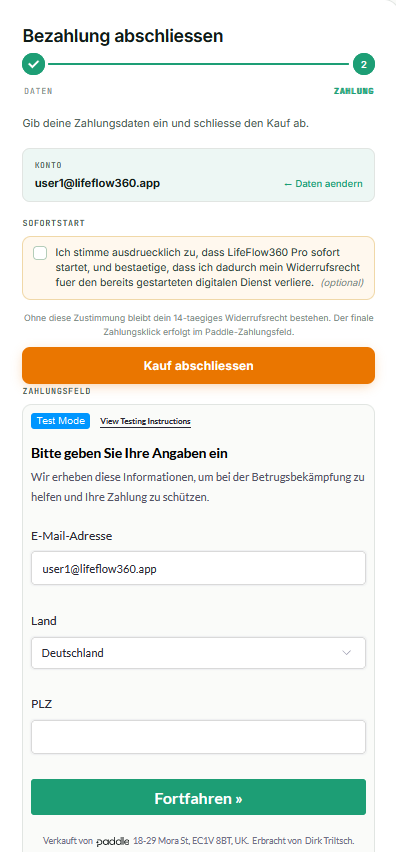 Bezahlung abschliessen
2
DATEN
ZAHLUNG
Gib deine Zahlungsdaten ein und schliesse den Kauf ab.
KONTO
user1@lifeflow360.app
← Daten aendern
SOFORTSTART
Ich stimme ausdruecklich zu, dass LifeFlow360 Pro sofort
startet, und bestaetige, dass ich dadurch mein Widerrufsrecht
fuer den bereits gestarteten digitalen Dienst verliere. (optional)
Ohne diese Zustimmung bleibt dein 14-taegiges Widerrufsrecht bestehen. Der finale
Zahlungsklick erfolgt im Paddle-Zahlungsfeld.
Kauf abschliessen
ZAHLUNGSFELD
Test Mode
View Testing Instructions
Bitte geben Sie Ihre Angaben ein
Wir erheben diese Informationen, um bei der Betrugsbekämpfung zu
helfen und Ihre Zahlung zu schützen.
E-Mail-Adresse
user1@lifeflow360.app
Land
Deutschland
PLZ
Fortfahren »
Verkauft von paddle 18-29 Mora St, EC1V 8BT, UK. Erbracht von Dirk Triltsch.